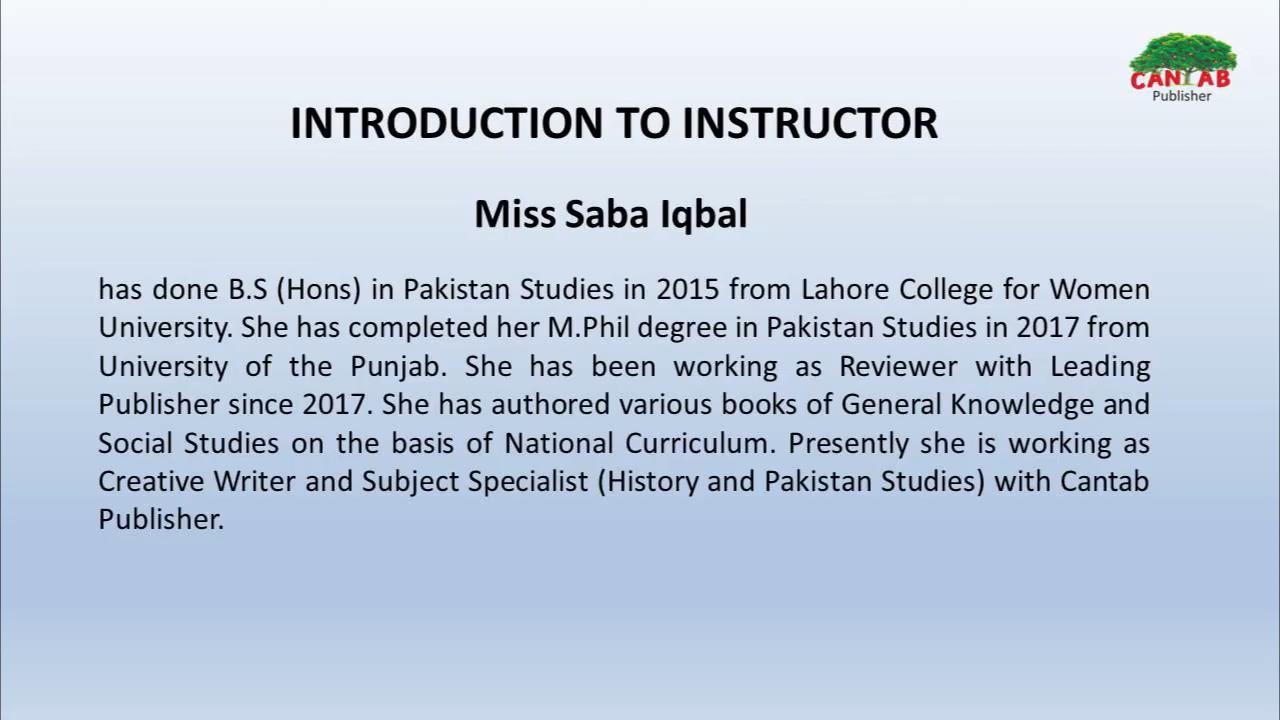 CANTAB
Publisher
INTRODUCTION TO INSTRUCTOR
Miss Saba Iqbal
has done B.S (Hons) in Pakistan Studies in 2015 from Lahore College for Women
University. She has completed her M.Phil degree in Pakistan Studies in 2017 from
University of the Punjab. She has been working as Reviewer with Leading
Publisher since 2017. She has authored various books of General Knowledge and
Social Studies on the basis of National Curriculum. Presently she is working as
Creative Writer and Subject Specialist (History and Pakistan Studies) with Cantab
Publisher.